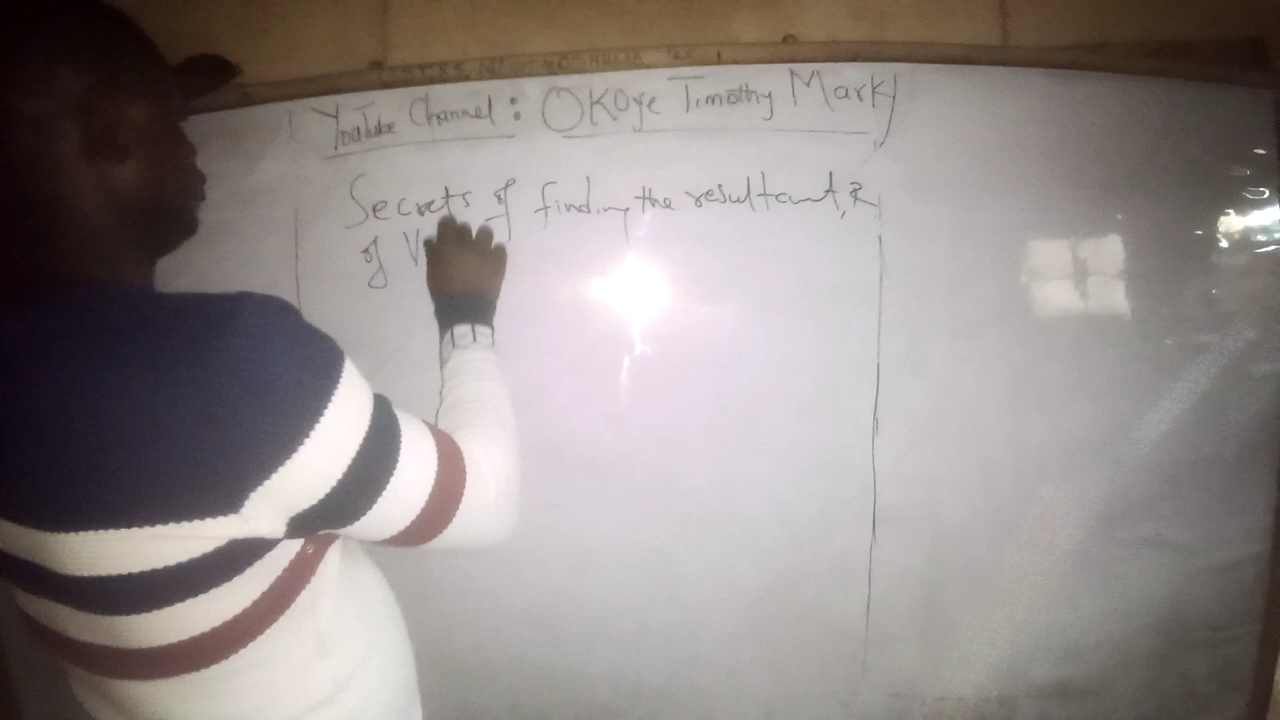 YouTube Channel: Okoye Timothy Mark
Secrets of finding the resultant, R
of V